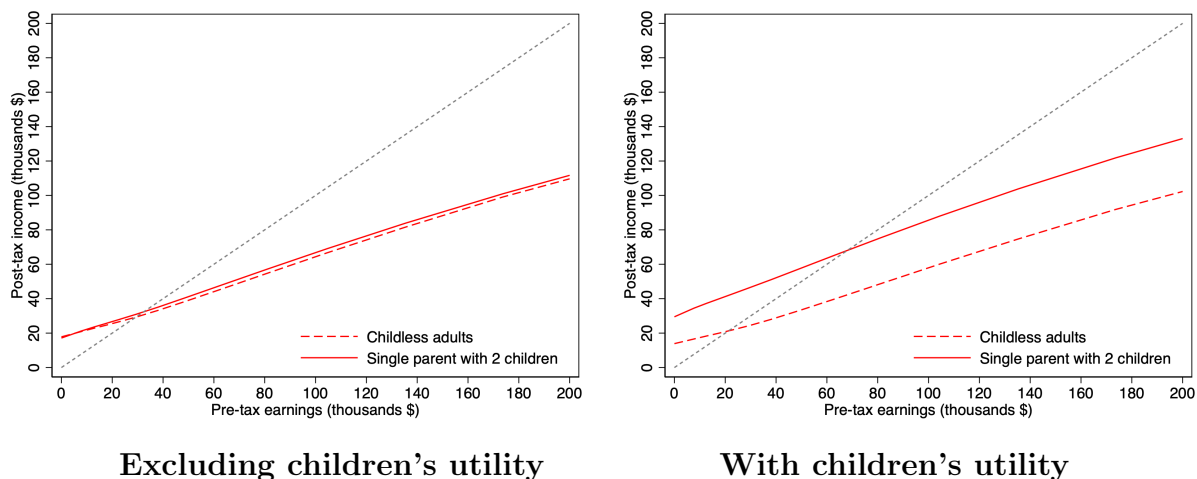 Post-tax income (thousands $)
200
180
160
140
120
100
80
60
40
20
0
Childless adults
Single parent with 2 children
0 20 40 60 80 100 120 140 160 180 200
Pre-tax earnings (thousands $)
Excluding children's utility
Post-tax income (thousands $)
200
180
160
140
120
100
80
60
40
20
0
Childless adults
Single parent with 2 children
0 20 40 60 80 100 120 140 160 180 200
Pre-tax earnings (thousands $)
With children's utility